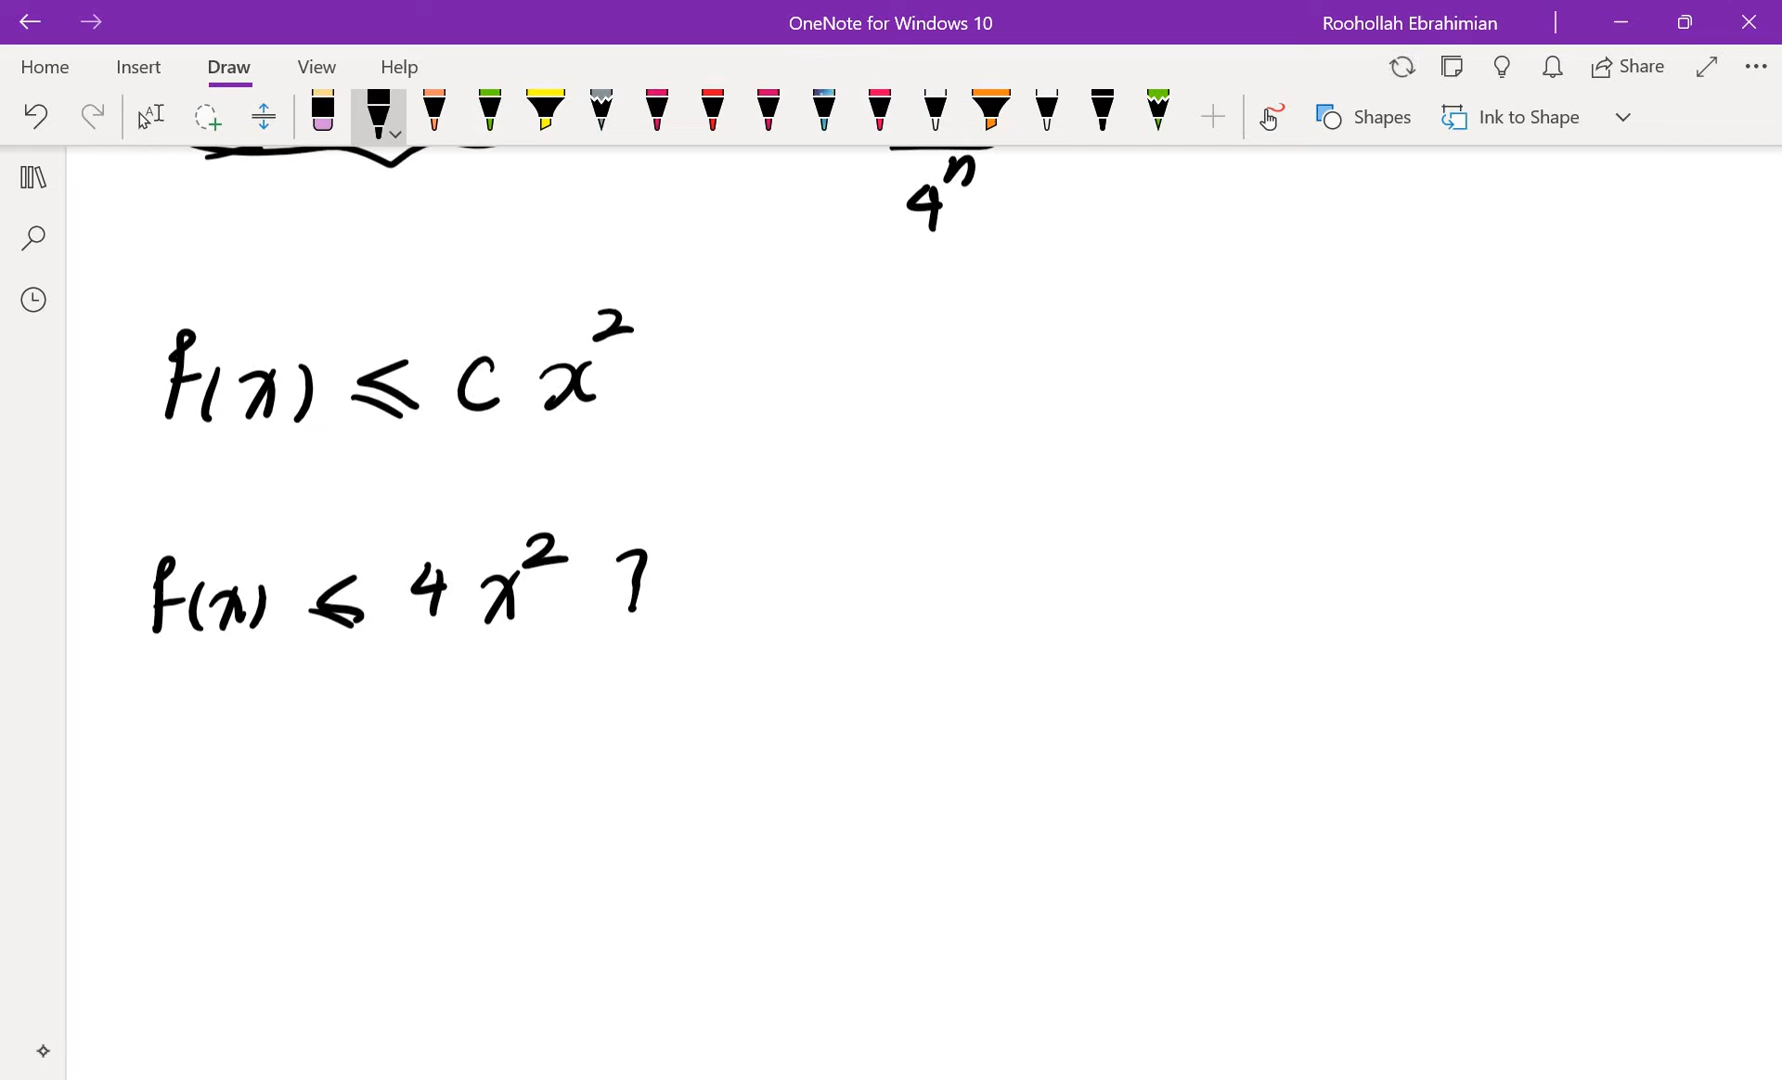 OneNote for Windows 10
Roohollah Ebrahimian
Home Insert Draw View Help
Share
Shapes
Ink to Shape
4ⁿ
f(x) ⩽ C x²
f(x) ⩽ 4 x² ?